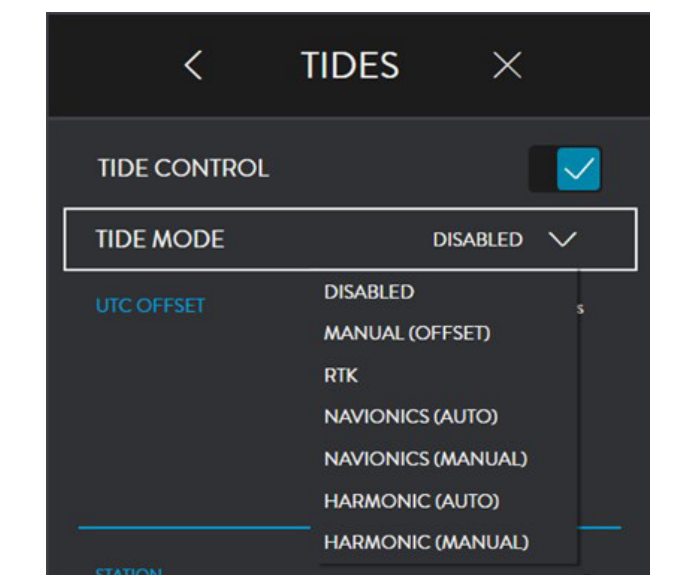 TIDES
TIDE CONTROL
TIDE MODE DISABLED
UTC OFFSET
DISABLED
MANUAL (OFFSET)
RTK
NAVIONICS (AUTO)
NAVIONICS (MANUAL)
HARMONIC (AUTO)
HARMONIC (MANUAL)
STATION